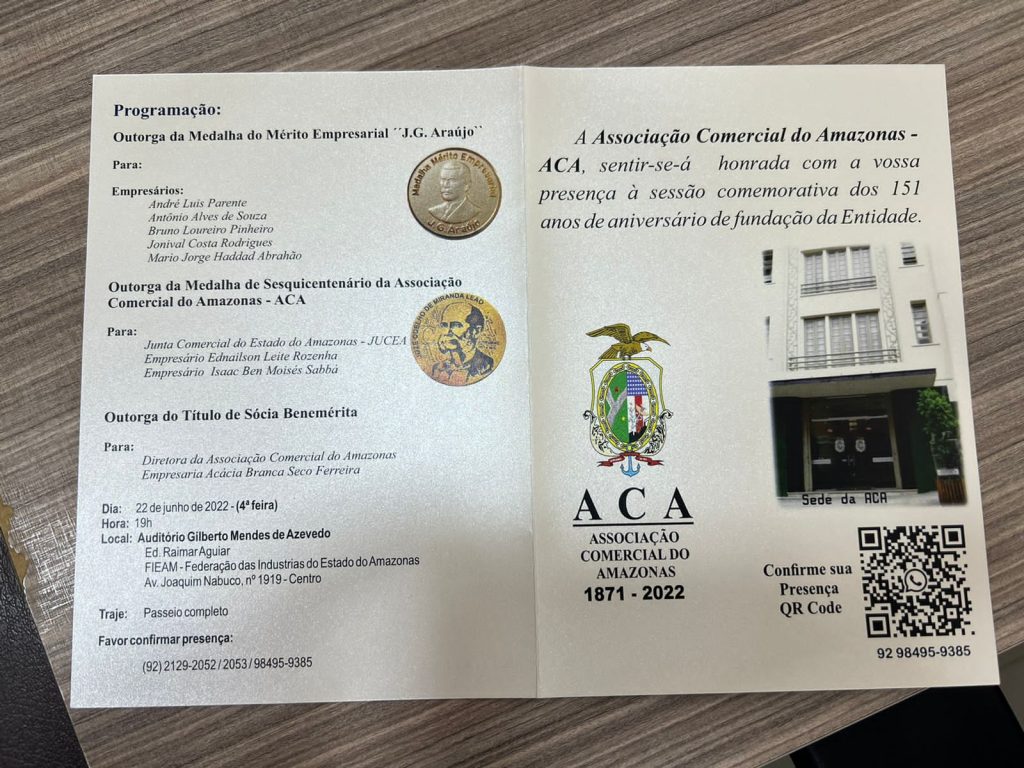 Programação:
Outorga da Medalha do Mérito Empresarial ´´J.G. Araújo``
Para:
Empresários:
André Luis Parente
Antônio Alves de Souza
Bruno Loureiro Pinheiro
Jonival Costa Rodrigues
Mario Jorge Haddad Abrahão
Medalha Mérito Empresarial
J.G. Araújo
Outorga da Medalha de Sesquicentenário da Associação
Comercial do Amazonas - ACA
Para:
Junta Comercial do Estado do Amazonas - JUCEA
Empresário Ednailson Leite Rozenha
Empresário Isaac Ben Moisés Sabbá
COELHO DE MIRANDA LEÃO
Outorga do Título de Sócia Benemérita
Para:
Diretora da Associação Comercial do Amazonas
Empresaria Acácia Branca Seco Ferreira
Dia: 22 de junho de 2022 - (4ª feira)
Hora: 19h
Local: Auditório Gilberto Mendes de Azevedo
Ed. Raimar Aguiar
FIEAM - Federação das Industrias do Estado do Amazonas
Av. Joaquim Nabuco, nº 1919 - Centro
Traje: Passeio completo
Favor confirmar presença:
(92) 2129-2052 / 2053 / 98495-9385
A Associação Comercial do Amazonas -
ACA, sentir-se-á honrada com a vossa
presença à sessão comemorativa dos 151
anos de aniversário de fundação da Entidade.
Sede da ACA
ACA
ASSOCIAÇÃO
COMERCIAL DO
AMAZONAS
1871 - 2022
Confirme sua
Presença
QR Code
92 98495-9385